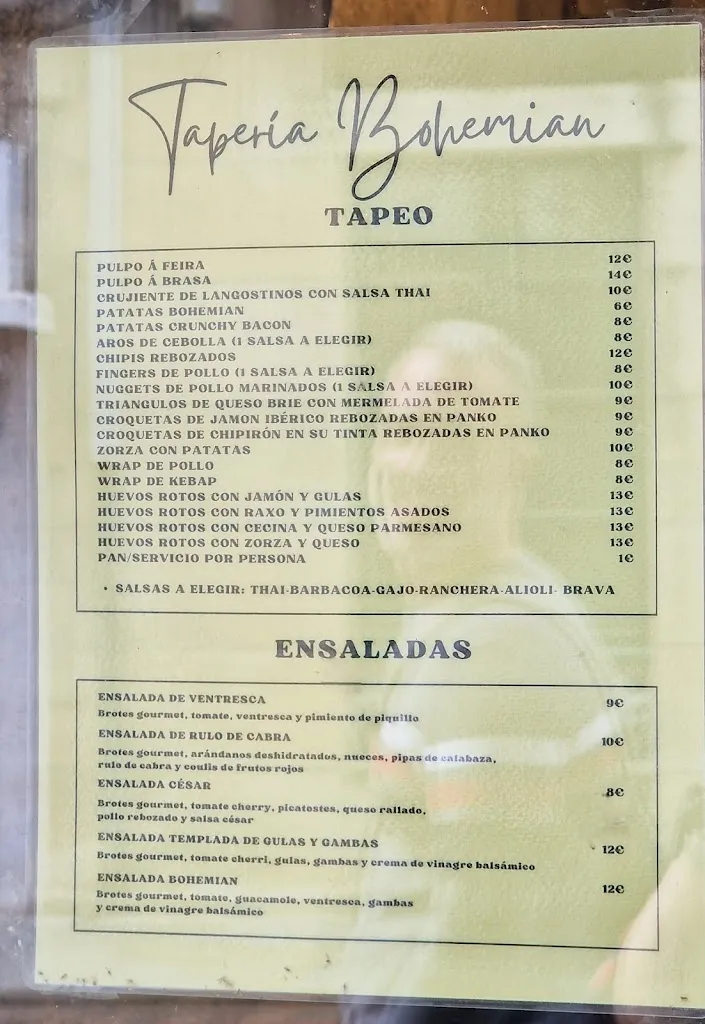 Tapería Bohemian
TAPEO
PULPO Á FEIRA 12€
PULPO Á BRASA 14€
CRUJIENTE DE LANGOSTINOS CON SALSA THAI 10€
PATATAS BOHEMIAN 6€
PATATAS CRUNCHY BACON 8€
AROS DE CEBOLLA (1 SALSA A ELEGIR) 8€
CHIPIS REBOZADOS 12€
FINGERS DE POLLO (1 SALSA A ELEGIR) 8€
NUGGETS DE POLLO MARINADOS (1 SALSA A ELEGIR) 10€
TRIANGULOS DE QUESO BRIE CON MERMELADA DE TOMATE 9€
CROQUETAS DE JAMON IBÉRICO REBOZADAS EN PANKO 9€
CROQUETAS DE CHIPIRÓN EN SU TINTA REBOZADAS EN PANKO 9€
ZORZA CON PATATAS 10€
WRAP DE POLLO 8€
WRAP DE KEBAP 8€
HUEVOS ROTOS CON JAMÓN Y GULAS 13€
HUEVOS ROTOS CON RAXO Y PIMIENTOS ASADOS 13€
HUEVOS ROTOS CON CECINA Y QUESO PARMESANO 13€
HUEVOS ROTOS CON ZORZA Y QUESO 13€
PAN/SERVICIO POR PERSONA 1€
• SALSAS A ELEGIR: THAI-BARBACOA-GAJO-RANCHERA-ALIOLI- BRAVA
ENSALADAS
ENSALADA DE VENTRESCA 9€
Brotes gourmet, tomate, ventresca y pimiento de piquillo
ENSALADA DE RULO DE CABRA 10€
Brotes gourmet, arándanos deshidratados, nueces, pipas de calabaza,
rulo de cabra y coulis de frutos rojos
ENSALADA CÉSAR 8€
Brotes gourmet, tomate cherry, picatostes, queso rallado,
pollo rebozado y salsa césar
ENSALADA TEMPLADA DE GULAS Y GAMBAS 12€
Brotes gourmet, tomate cherri, gulas, gambas y crema de vinagre balsámico
ENSALADA BOHEMIAN 12€
Brotes gourmet, tomate, guacamole, ventresca, gambas
y crema de vinagre balsámico